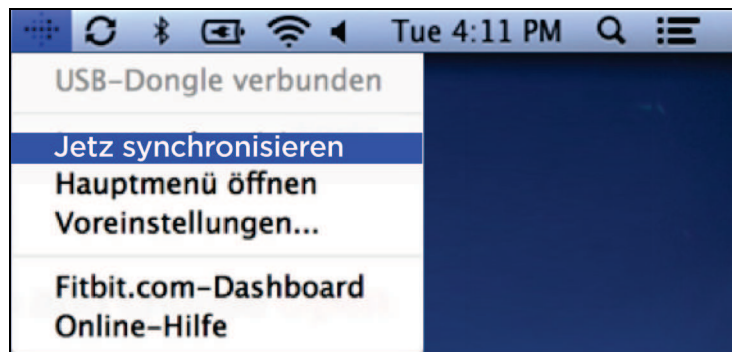 Tue 4:11 PM
USB-Dongle verbunden
Jetz synchronisieren
Hauptmenü öffnen
Voreinstellungen...
Fitbit.com-Dashboard
Online-Hilfe